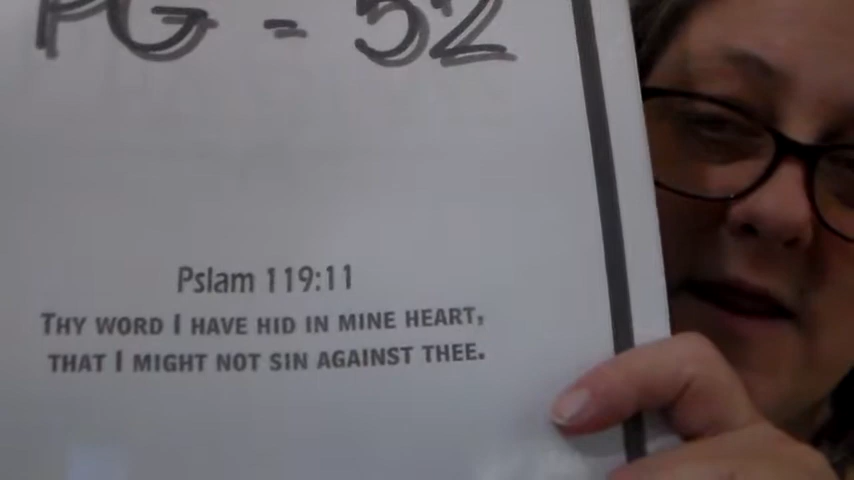 PG = 52
Pslam 119:11
THY WORD I HAVE HID IN MINE HEART,
THAT I MIGHT NOT SIN AGAINST THEE.